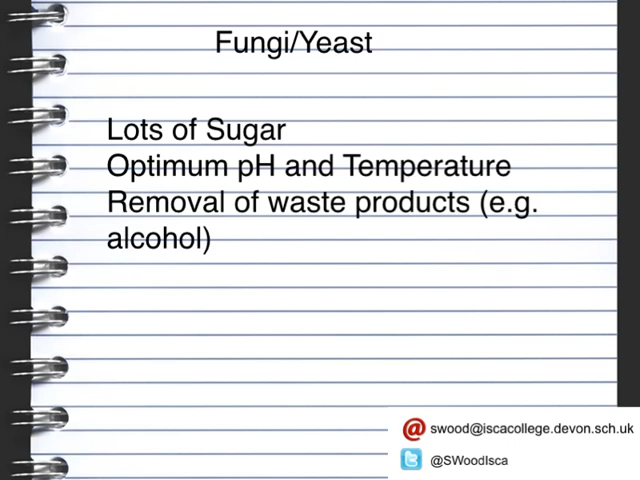 Fungi/Yeast
Lots of Sugar
Optimum pH and Temperature
Removal of waste products (e.g.
alcohol)
@ swood@iscacollege.devon.sch.uk
@SWoodIsca